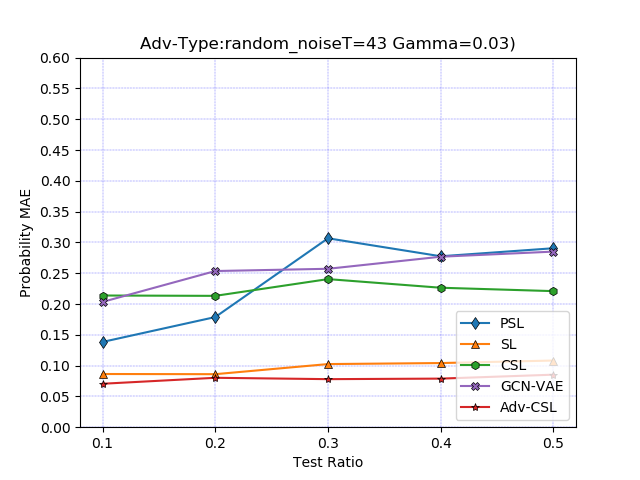 Adv-Type:random_noiseT=43 Gamma=0.03)
0.60
0.55
0.50
0.45
0.40
0.35
0.30
0.25
0.20
0.15
0.10
0.05
0.00
Probability MAE
0.1 0.2 0.3 0.4 0.5
Test Ratio
PSL
SL
CSL
GCN-VAE
Adv-CSL